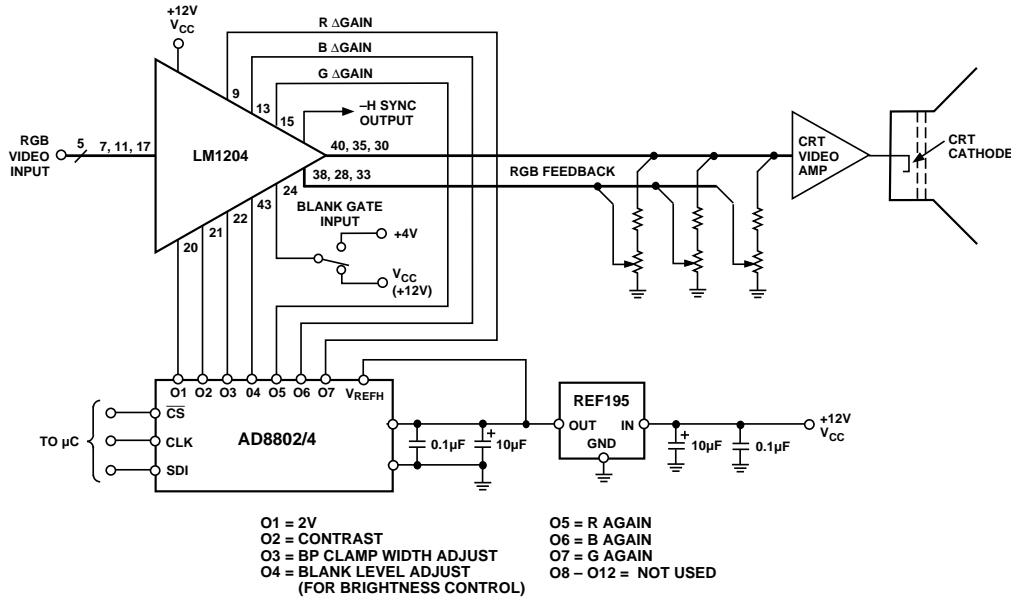 +12V
VCC
R ΔGAIN
B ΔGAIN
G ΔGAIN
9
13
15
–H SYNC
OUTPUT
RGB
VIDEO
INPUT
5
7, 11, 17
LM1204
40, 35, 30
38, 28, 33
RGB FEEDBACK
CRT
VIDEO
AMP
CRT
CATHODE
24
43
22
21
20
BLANK GATE
INPUT
+4V
VCC
(+12V)
O1 O2 O3 04 O5 O6 O7 VREFH
TO µC
CS
CLK
SDI
AD8802/4
0.1µF
+
10µF
REF195
OUT IN
GND
+
10µF
0.1µF
+12V
VCC
O1 = 2V
O2 = CONTRAST
O3 = BP CLAMP WIDTH ADJUST
O4 = BLANK LEVEL ADJUST
(FOR BRIGHTNESS CONTROL)
O5 = R AGAIN
O6 = B AGAIN
O7 = G AGAIN
O8 – O12 = NOT USED